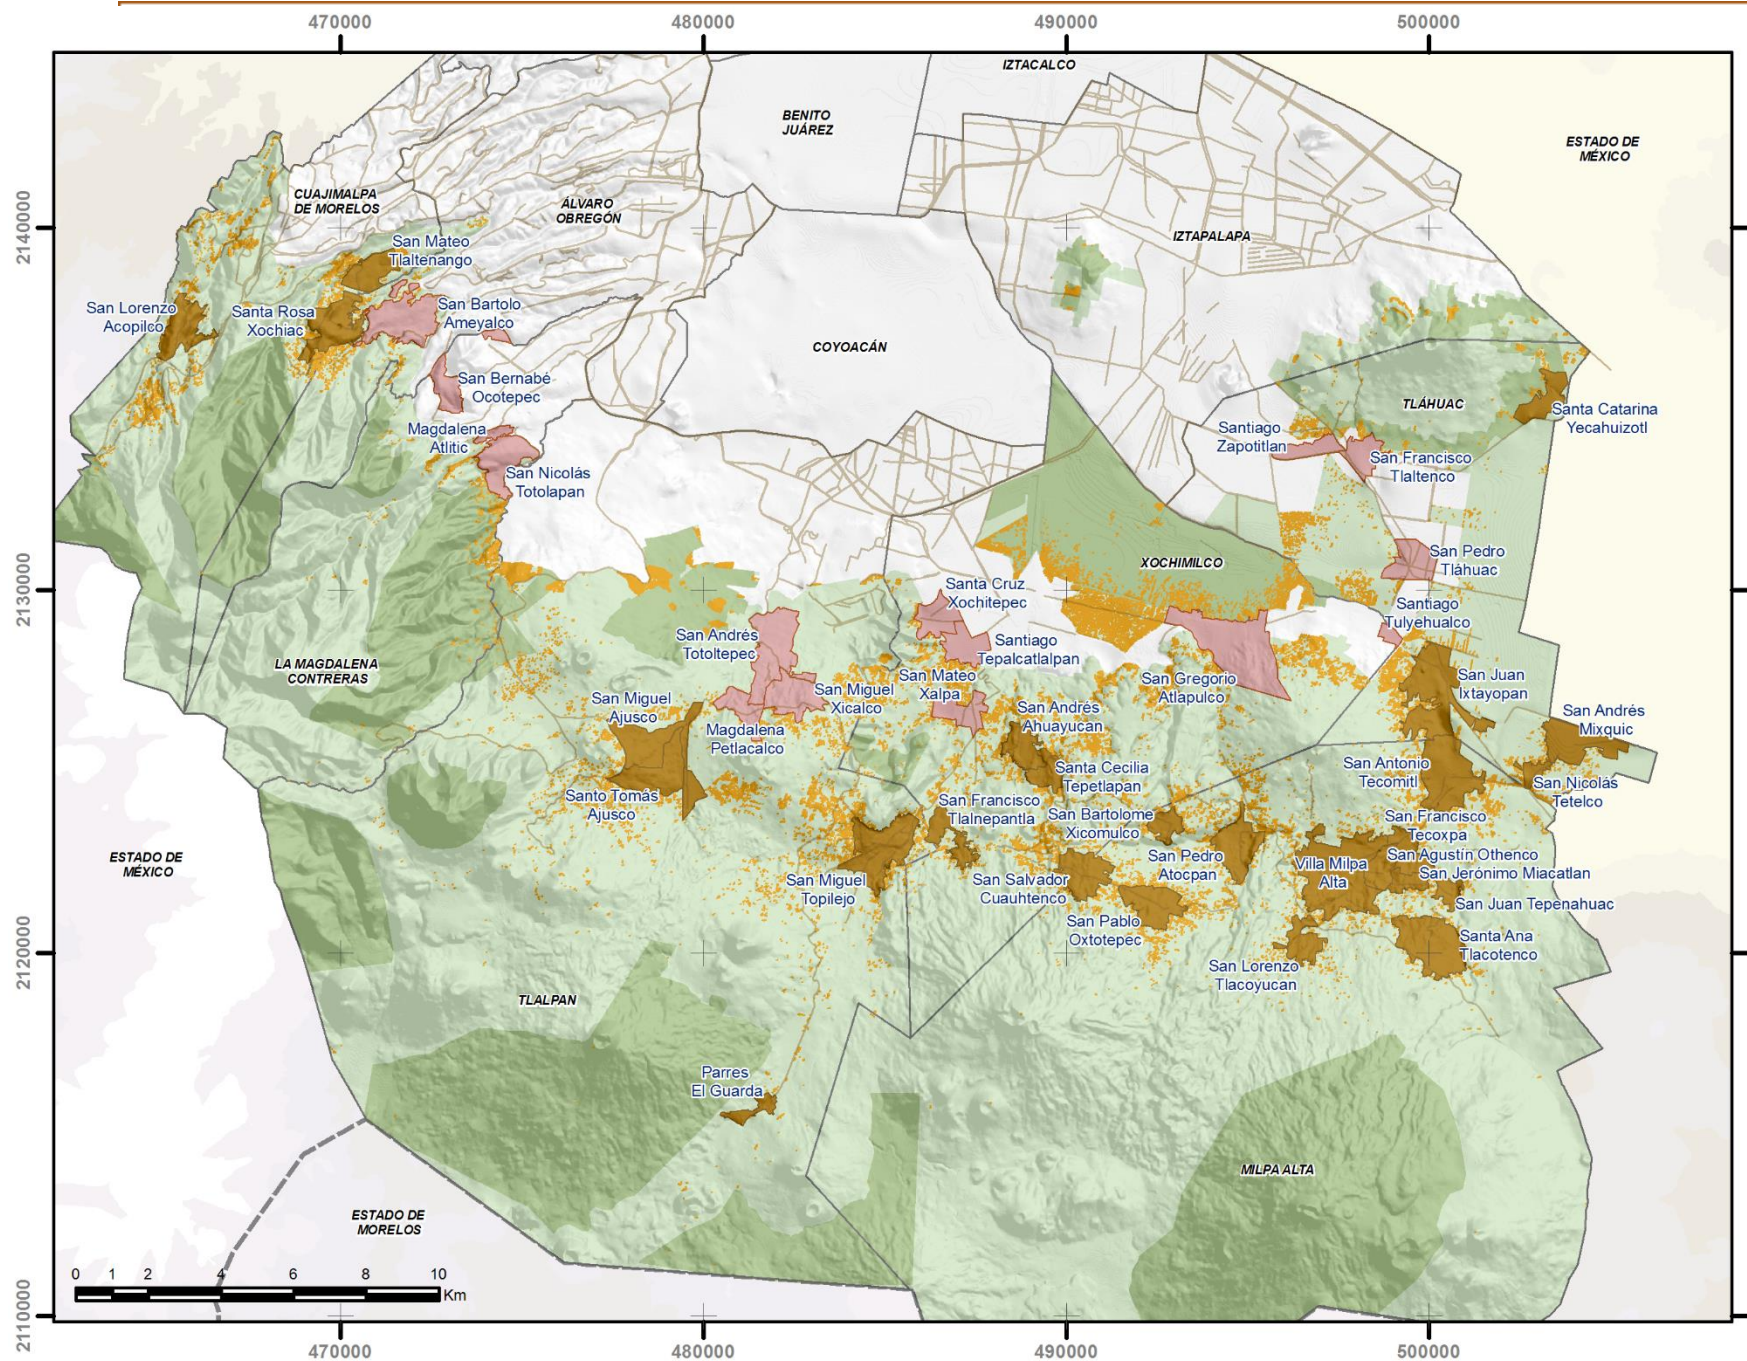 470000
480000
490000
500000
IZTACALCO
BENITO
JUÁREZ
ESTADO DE
MÉXICO
CUAJIMALPA
DE MORELOS
ÁLVARO
OBREGÓN
2140000
IZTAPALAPA
San Mateo
Tlaltenango
San Lorenzo
Acopilco
Santa Rosa
Xochiac
San Bartolo
Ameyalco
COYOACÁN
San Bernabé
Ocotepec
TLÁHUAC
Santa Catarina
Yecahuizotl
Magdalena
Atlitic
Santiago
Zapotitlan
San Francisco
Tlaltenco
San Nicolás
Totolapan
San Pedro
Tláhuac
XOCHIMILCO
2130000
Santa Cruz
Xochitepec
Santiago
Tulyehualco
San Andrés
Totoltepec
Santiago
Tepalcatlalpan
LA MAGDALENA
CONTRERAS
San Mateo
Xalpa
San Gregorio
Atlapulco
San Juan
Ixtayopan
San Miguel
Ajusco
San Miguel
Xicalco
San Andrés
Ahuayucan
San Andrés
Mixquic
Magdalena
Petlacalco
San Antonio
Tecomitl
Santa Cecilia
Tepetlapan
San Nicolás
Tetelco
Santo Tomás
Ajusco
San Francisco
Tlalnepantla
San Bartolome
Xicomulco
San Francisco
Tecoxpa
ESTADO DE
MÉXICO
San Pedro
Atocpan
Villa Milpa
Alta
San Agustín Othenco
San Jerónimo Miacatlan
San Miguel
Topilejo
San Salvador
Cuauhtenco
San Juan Tepenahuac
San Pablo
Oxtotepec
Santa Ana
Tlacotenco
2120000
San Lorenzo
Tlacoyucan
TLALPAN
Parres
El Guarda
MILPA ALTA
ESTADO DE
MORELOS
0 1 2 4 6 8 10
Km
2110000
470000
480000
490000
500000